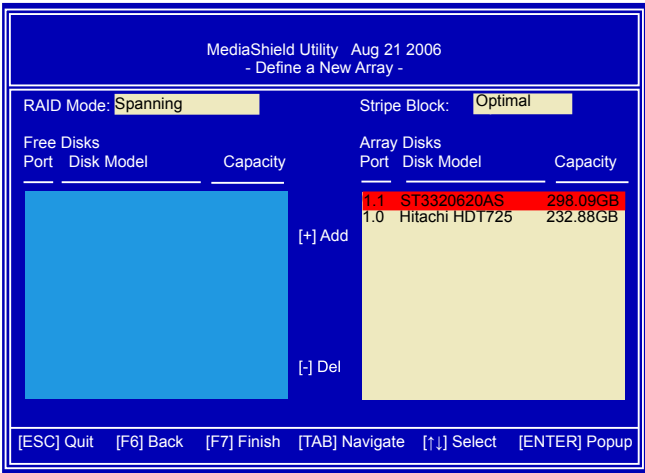 MediaShield Utility Aug 21 2006
- Define a New Array -
RAID Mode: Spanning Stripe Block: Optimal
Free Disks Array Disks
Port Disk Model Capacity Port Disk Model Capacity
1.1 ST3320620AS 298.09GB
1.0 Hitachi HDT725 232.88GB
[+] Add
[-] Del
[ESC] Quit [F6] Back [F7] Finish [TAB] Navigate [↑↓] Select [ENTER] Popup